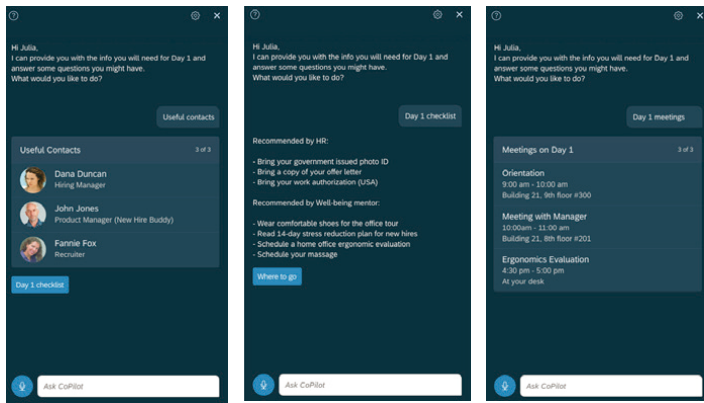 Hi Julia,
I can provide you with the info you will need for Day 1 and
answer some questions you might have.
What would you like to do?
Useful contacts
Useful Contacts
3 of 3
Dana Duncan
Hiring Manager
John Jones
Product Manager (New Hire Buddy)
Fannie Fox
Recruiter
Day 1 checklist
Ask CoPilot
Hi Julia,
I can provide you with the info you will need for Day 1 and
answer some questions you might have.
What would you like to do?
Day 1 checklist
Recommended by HR:
- Bring your government issued photo ID
- Bring a copy of your offer letter
- Bring your work authorization (USA)
Recommended by Well-being mentor:
- Wear comfortable shoes for the office tour
- Read 14-day stress reduction plan for new hires
- Schedule a home office ergonomic evaluation
- Schedule your massage
Where to go
Ask CoPilot
Hi Julia,
I can provide you with the info you will need for Day 1 and
answer some questions you might have.
What would you like to do?
Day 1 meetings
Meetings on Day 1
3 of 3
Orientation
9:00 am - 10:00 am
Building 21, 9th floor #300
Meeting with Manager
10:00am - 11:00 am
Building 21, 8th floor #201
Ergonomics Evaluation
4:30 pm - 5:00 pm
At your desk
Ask CoPilot